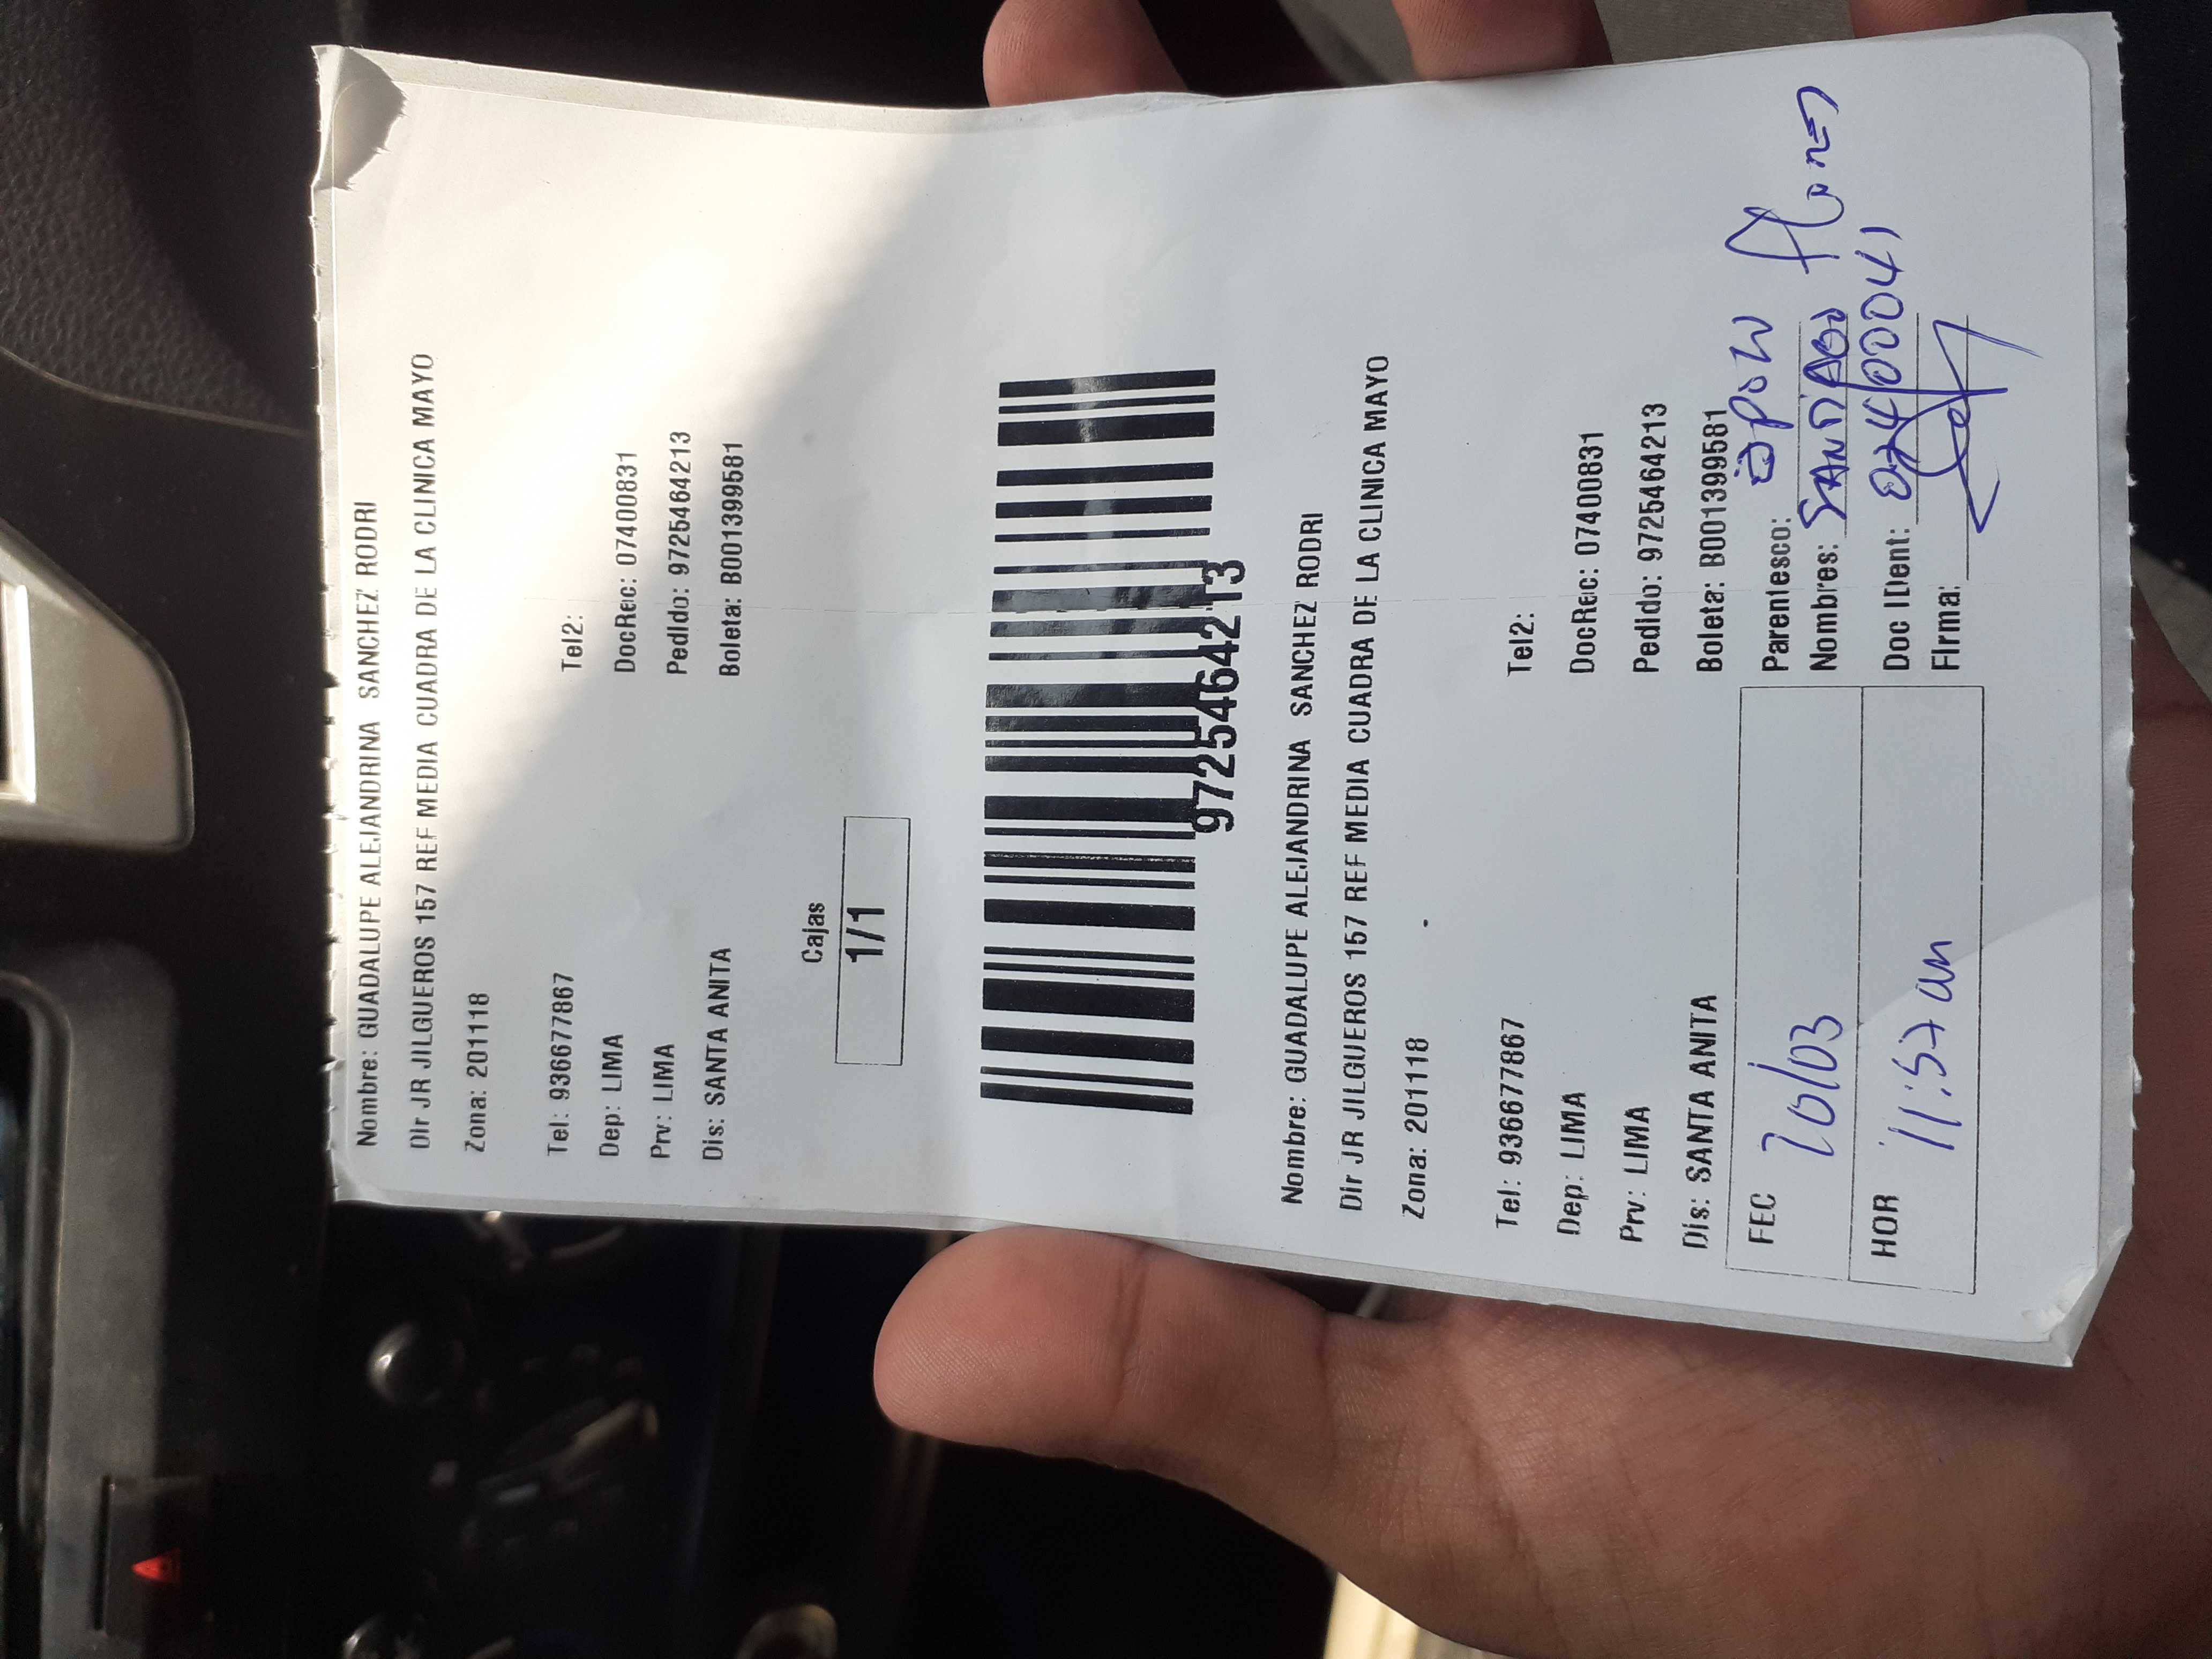 Nombre: GUADALUPE ALEJANDRINA SANCHEZ RODRI
Dir JR JILGUEROS 157 REF MEDIA CUADRA DE LA CLINICA MAYO
Zona: 201118
Tel: 936677867 Tel2:
Dep: LIMA DocRec: 07400831
Prv: LIMA Pedido: 9725464213
Dis: SANTA ANITA Boleta: B001399581
Cajas
1/1
9725464213
Nombre: GUADALUPE ALEJANDRINA SANCHEZ RODRI
Dir JR JILGUEROS 157 REF MEDIA CUADRA DE LA CLINICA MAYO
Zona: 201118
Tel: 936677867 Tel2:
Dep: LIMA DocRec: 07400831
Prv: LIMA Pedido: 9725464213
Dis: SANTA ANITA Boleta: B001399581
FEC 20/03 Parentesco:
Nombres: SANTIAGO Flores
HOR 11:57 am Doc IDent:
Firma: